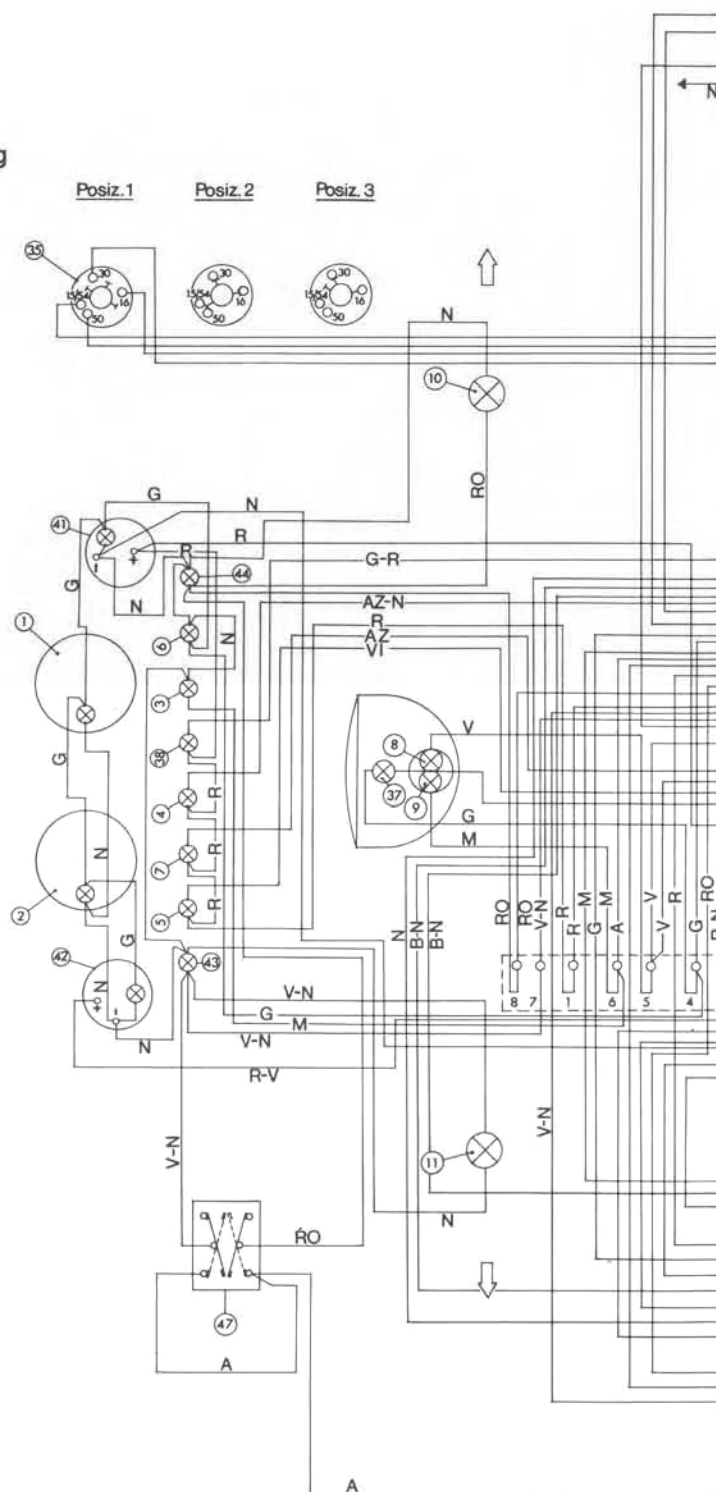 g
N
Posiz.1 Posiz.2 Posiz.3
35
30 15/54 16 50
30 15/54 16 50
30 15/54 16 50
N
10
RO
G N
41
R
- + R
G-R
44
G
N
AZ-N
1
6
N
R
AZ
VI
3
8
V
38
37
G
9
4
R
G
M
7
R
N
2
5
R
RO RO V-N R R M G M A V V R G RO
N B-N B-N
G
42
43
N
+ -
V-N
8 7 1 6 5 4
G
M
N
V-N
R-V
V-N
V-N
11
N
RO
47
A
A